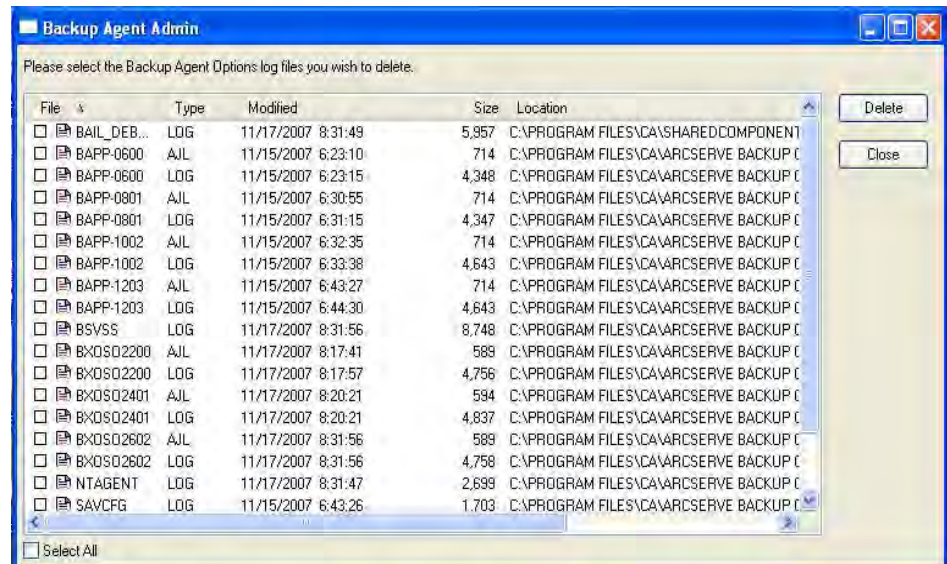 Backup Agent Admin
Please select the Backup Agent Options log files you wish to delete.
File Type Modified Size Location
BAIL_DEB... LOG 11/17/2007 8:31:49 5,957 C:\PROGRAM FILES\CA\SHAREDCOMPONENT
BAPP-0600 AJL 11/15/2007 6:23:10 714 C:\PROGRAM FILES\CA\ARCSERVE BACKUP
BAPP-0600 LOG 11/15/2007 6:23:15 4,348 C:\PROGRAM FILES\CA\ARCSERVE BACKUP
BAPP-0801 AJL 11/15/2007 6:30:55 714 C:\PROGRAM FILES\CA\ARCSERVE BACKUP
BAPP-0801 LOG 11/15/2007 6:31:15 4,347 C:\PROGRAM FILES\CA\ARCSERVE BACKUP
BAPP-1002 AJL 11/15/2007 6:32:35 714 C:\PROGRAM FILES\CA\ARCSERVE BACKUP
BAPP-1002 LOG 11/15/2007 6:33:38 4,643 C:\PROGRAM FILES\CA\ARCSERVE BACKUP
BAPP-1203 AJL 11/15/2007 6:43:27 714 C:\PROGRAM FILES\CA\ARCSERVE BACKUP
BAPP-1203 LOG 11/15/2007 6:44:30 4,643 C:\PROGRAM FILES\CA\ARCSERVE BACKUP
BSVSS LOG 11/17/2007 8:31:56 8,748 C:\PROGRAM FILES\CA\ARCSERVE BACKUP
BXOSO2200 AJL 11/17/2007 8:17:41 589 C:\PROGRAM FILES\CA\ARCSERVE BACKUP
BXOSO2200 LOG 11/17/2007 8:17:57 4,756 C:\PROGRAM FILES\CA\ARCSERVE BACKUP
BXOSO2401 AJL 11/17/2007 8:20:21 594 C:\PROGRAM FILES\CA\ARCSERVE BACKUP
BXOSO2401 LOG 11/17/2007 8:20:21 4,837 C:\PROGRAM FILES\CA\ARCSERVE BACKUP
BXOSO2602 AJL 11/17/2007 8:31:56 589 C:\PROGRAM FILES\CA\ARCSERVE BACKUP
BXOSO2602 LOG 11/17/2007 8:31:56 4,758 C:\PROGRAM FILES\CA\ARCSERVE BACKUP
NTAGENT LOG 11/17/2007 8:31:47 2,699 C:\PROGRAM FILES\CA\ARCSERVE BACKUP
SAVCFG LOG 11/15/2007 6:43:26 1,703 C:\PROGRAM FILES\CA\ARCSERVE BACKUP
Select All
Delete
Close